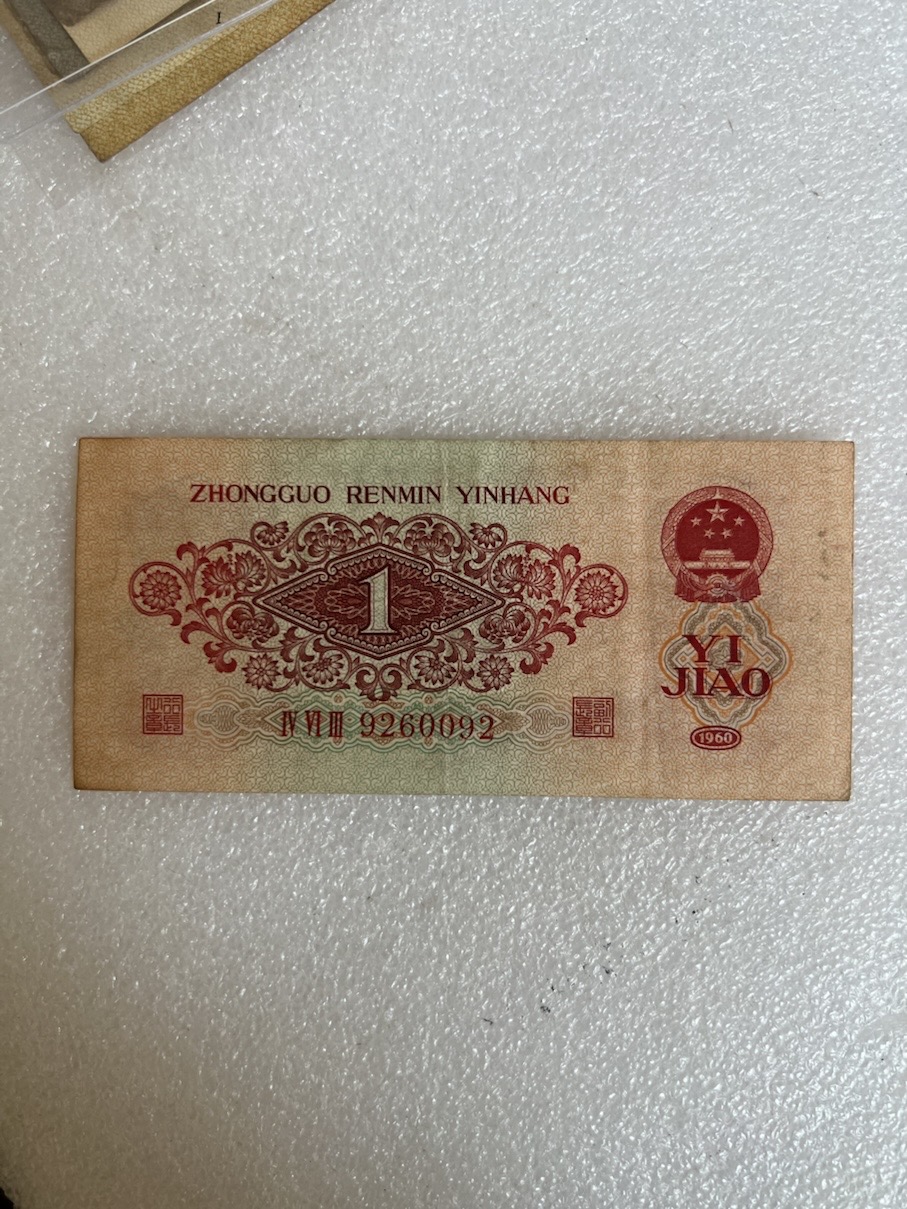 I
ZHONGGUO RENMIN YINHANG
1
YI
JIAO
IV VI III 9260092
1960